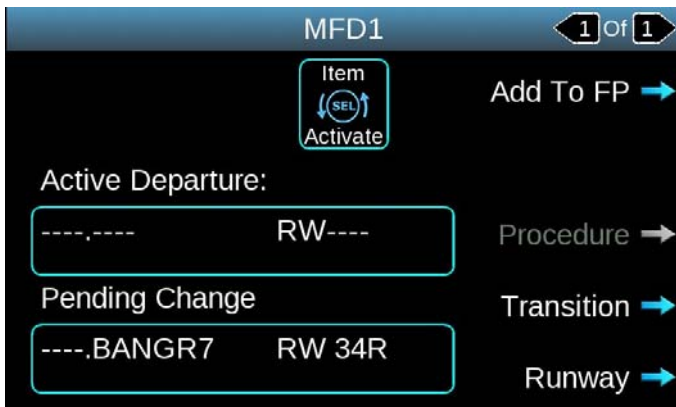 MFD1
1 Of 1
Item
SEL
Activate
Add To FP
Active Departure:
----.---- RW----
Procedure
Pending Change
Transition
----.BANGR7 RW 34R
Runway